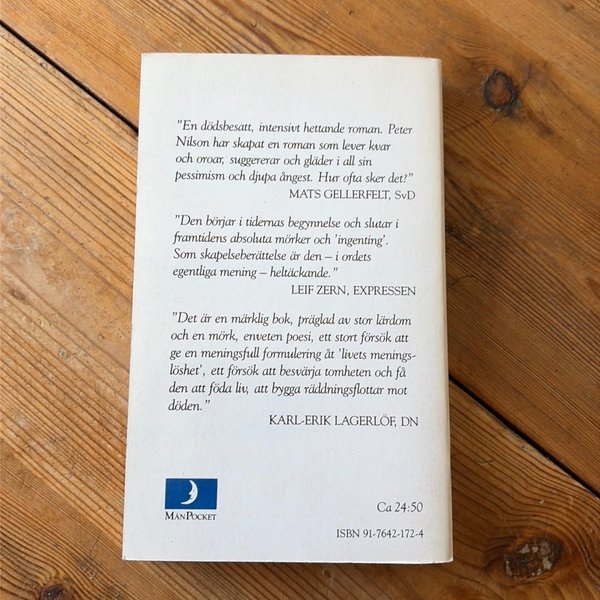 "En dödsbesatt, intensivt hettande roman. Peter
Nilson har skapat en roman som lever kvar
och oroar, suggererar och gläder i all sin
pessimism och djupa ångest. Hur ofta sker det?"
MATS GELLERFELT, SvD
"Den börjar i tidernas begynnelse och slutar i
framtidens absoluta mörker och 'ingenting'.
Som skapelseberättelse är den – i ordets
egentliga mening – heltäckande."
LEIF ZERN, EXPRESSEN
"Det är en märklig bok, präglad av stor lärdom
och en mörk, enveten poesi, ett stort försök att
ge en meningsfull formulering åt 'livets menings-
löshet', ett försök att besvärja tomheten och få
den att föda liv, att bygga räddningsflottar mot
döden."
KARL-ERIK LAGERLÖF, DN
MÅNPOCKET
Ca 24:50
ISBN 91-7642-172-4